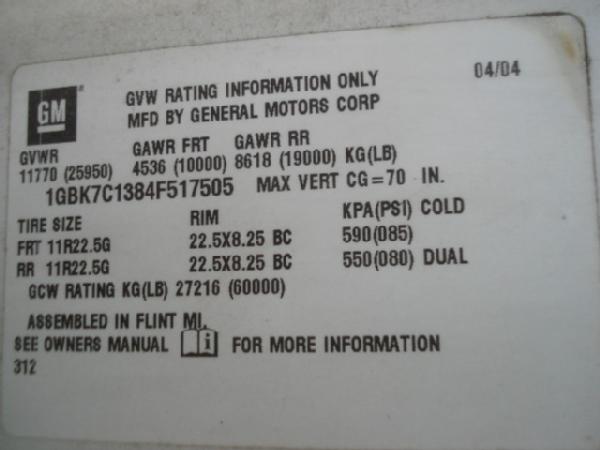 GM
GVW RATING INFORMATION ONLY 04/04
MFD BY GENERAL MOTORS CORP
GVWR GAWR FRT GAWR RR
11770 (25950) 4536 (10000) 8618 (19000) KG(LB)
1GBK7C1384F517505 MAX VERT CG=70 IN.
TIRE SIZE RIM KPA(PSI) COLD
FRT 11R22.5G 22.5X8.25 BC 590(085)
RR 11R22.5G 22.5X8.25 BC 550(080) DUAL
GCW RATING KG(LB) 27216 (60000)
ASSEMBLED IN FLINT MI,
SEE OWNERS MANUAL i FOR MORE INFORMATION
312